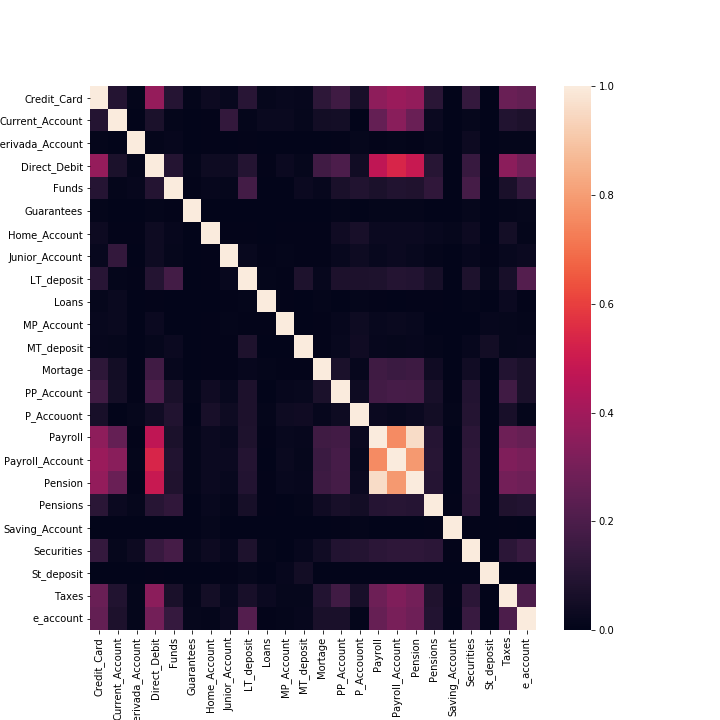 Credit_Card
Current_Account
erivada_Account
Direct_Debit
Funds
Guarantees
Home_Account
Junior_Account
LT_deposit
Loans
MP_Account
MT_deposit
Mortage
PP_Account
P_Accouont
Payroll
Payroll_Account
Pension
Pensions
Saving_Account
Securities
St_deposit
Taxes
e_account
Credit_Card
Current_Account
erivada_Account
Direct_Debit
Funds
Guarantees
Home_Account
Junior_Account
LT_deposit
Loans
MP_Account
MT_deposit
Mortage
PP_Account
P_Accouont
Payroll
Payroll_Account
Pension
Pensions
Saving_Account
Securities
St_deposit
Taxes
e_account
1.0
0.8
0.6
0.4
0.2
0.0